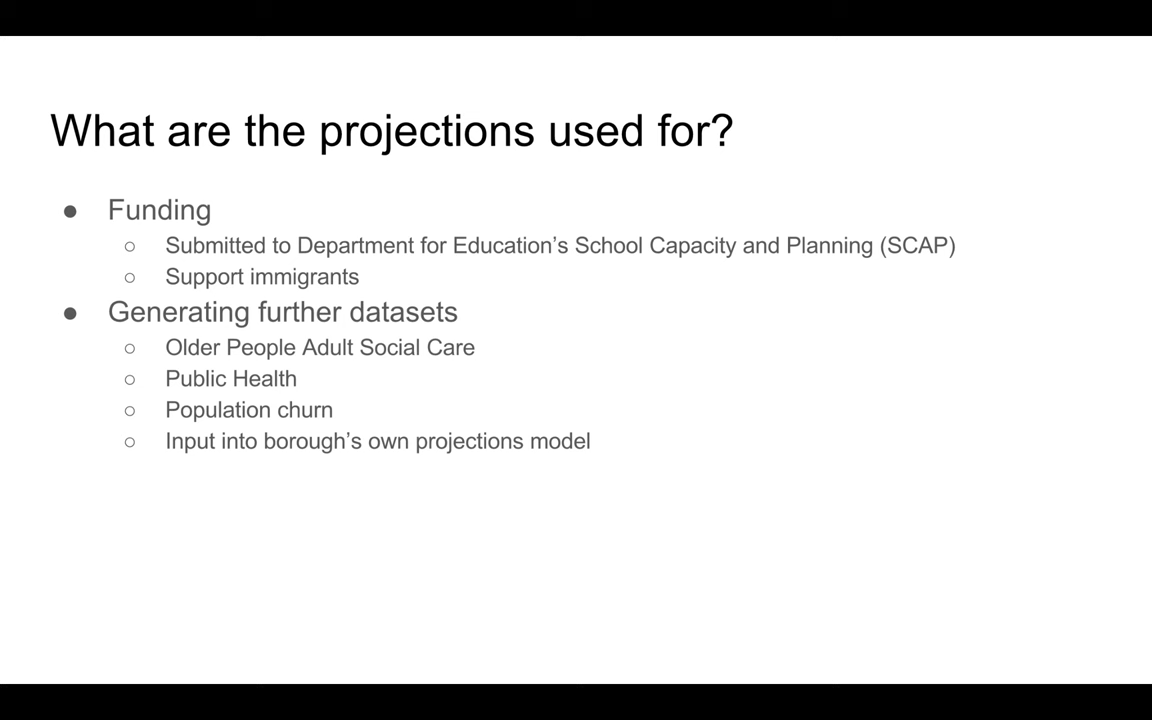 What are the projections used for?
● Funding
○ Submitted to Department for Education’s School Capacity and Planning (SCAP)
○ Support immigrants
● Generating further datasets
○ Older People Adult Social Care
○ Public Health
○ Population churn
○ Input into borough’s own projections model